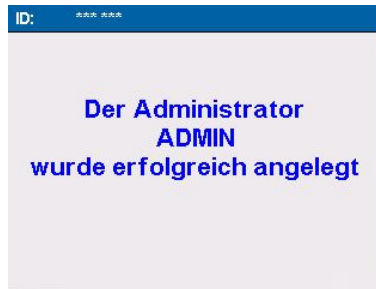 ID: *** ***
Der Administrator
ADMIN
wurde erfolgreich angelegt